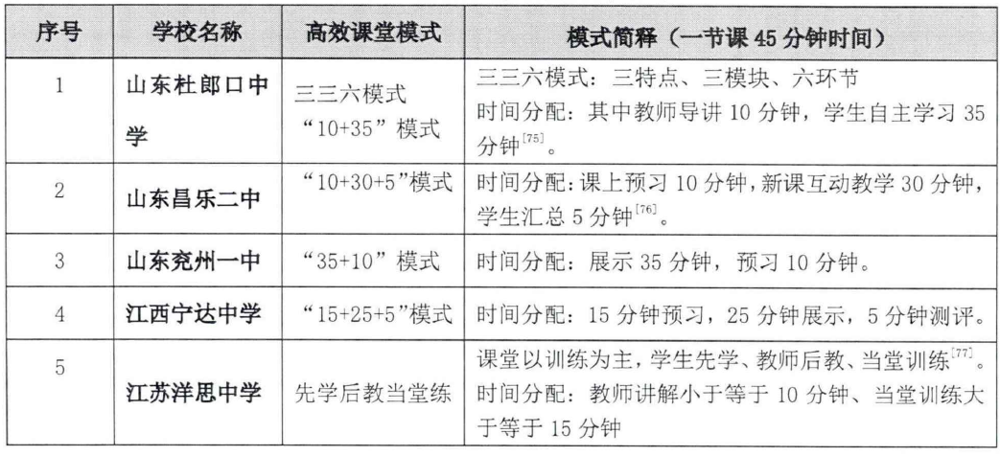 序号 学校名称 高效课堂模式 模式简释（一节课 45 分钟时间）
1 山东杜郎口中
学
三三六模式
“10+35”模式
三三六模式：三特点、三模块、六环节
时间分配：其中教师导讲 10 分钟，学生自主学习 35
分钟[75]。
2 山东昌乐二中 “10+30+5”模式
时间分配：课上预习 10 分钟，新课互动教学 30 分钟，
学生汇总 5 分钟[76]。
3 山东兖州一中 “35+10”模式 时间分配：展示 35 分钟，预习 10 分钟。
4 江西宁达中学 “15+25+5”模式 时间分配：15 分钟预习，25 分钟展示，5 分钟测评。
5 江苏洋思中学 先学后教当堂练
课堂以训练为主，学生先学、教师后教、当堂训练[77]。
时间分配：教师讲解小于等于 10 分钟、当堂训练大
于等于 15 分钟